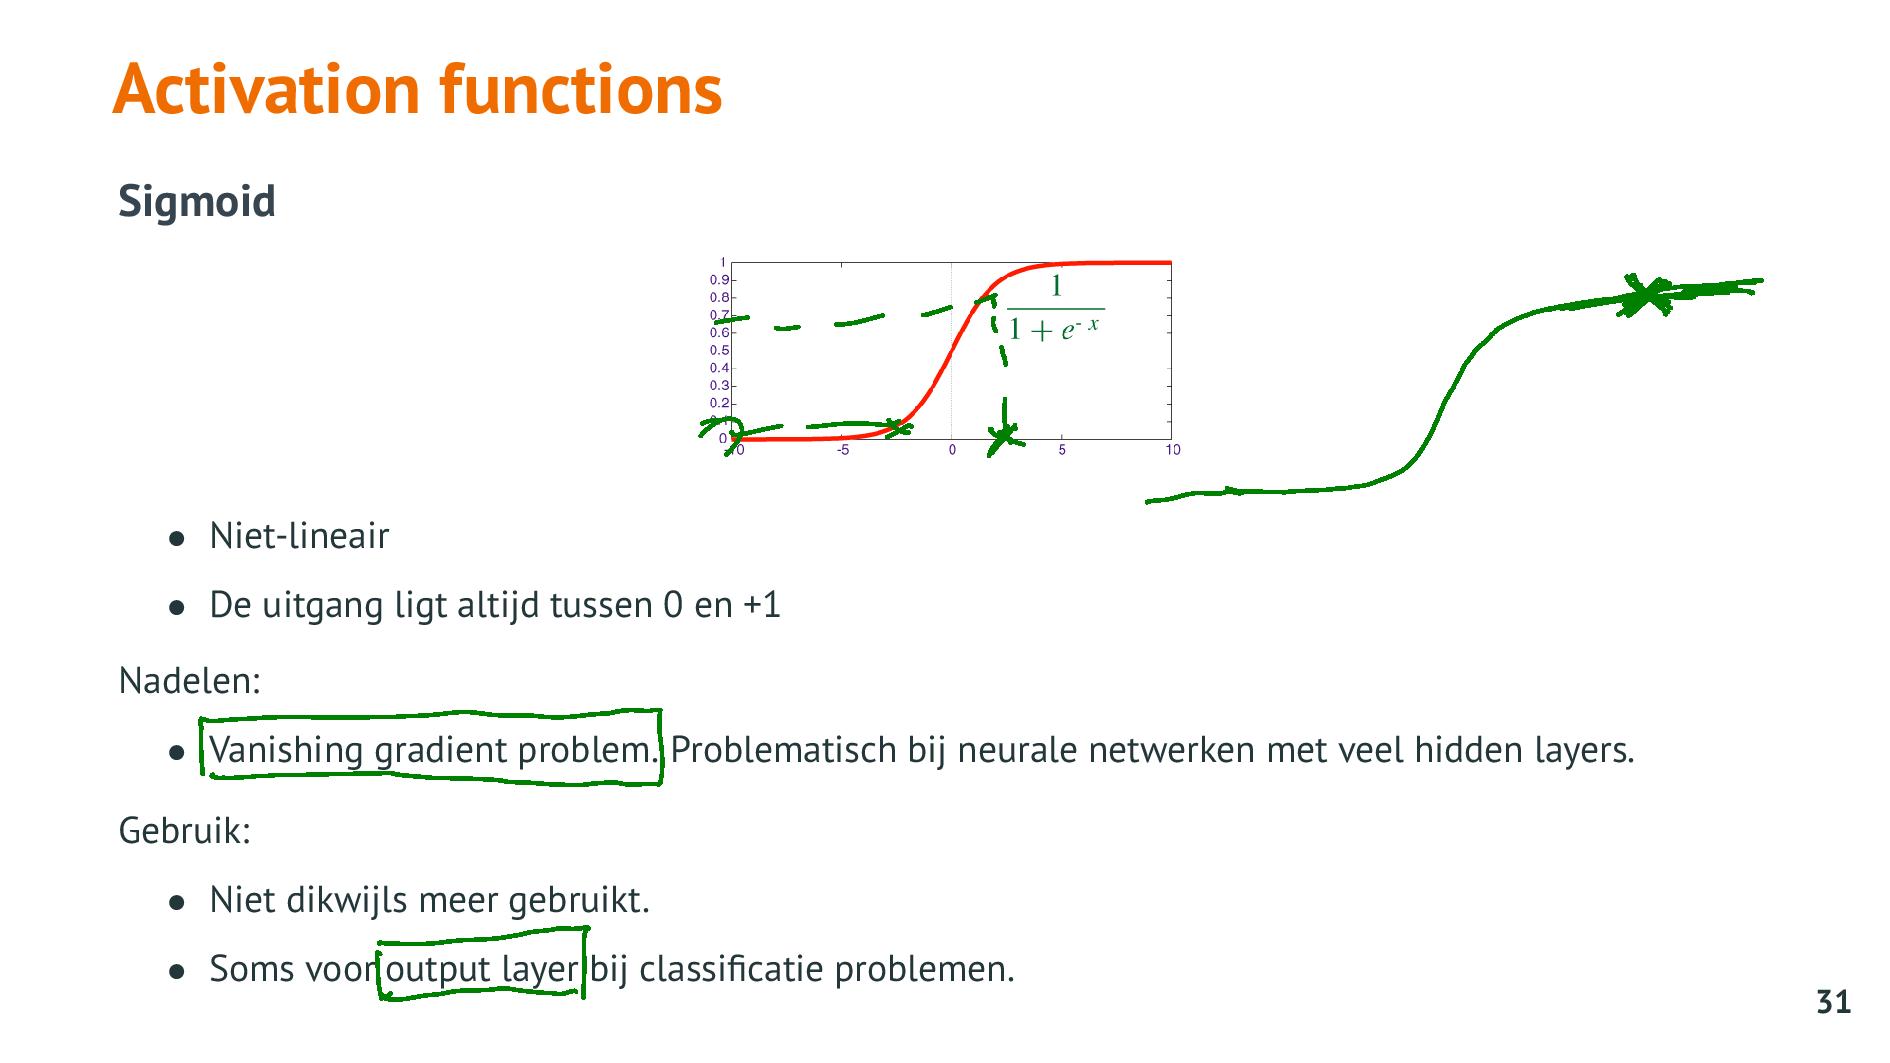 Activation functions
Sigmoid
1
0.9
0.8
0.7
0.6
0.5
0.4
0.3
0.2
0
-10 -5 0 5 10
1
1 + e^{- x}
● Niet-lineair
● De uitgang ligt altijd tussen 0 en +1
Nadelen:
● Vanishing gradient problem. Problematisch bij neurale netwerken met veel hidden layers.
Gebruik:
● Niet dikwijls meer gebruikt.
● Soms voor output layer bij classificatie problemen.
31